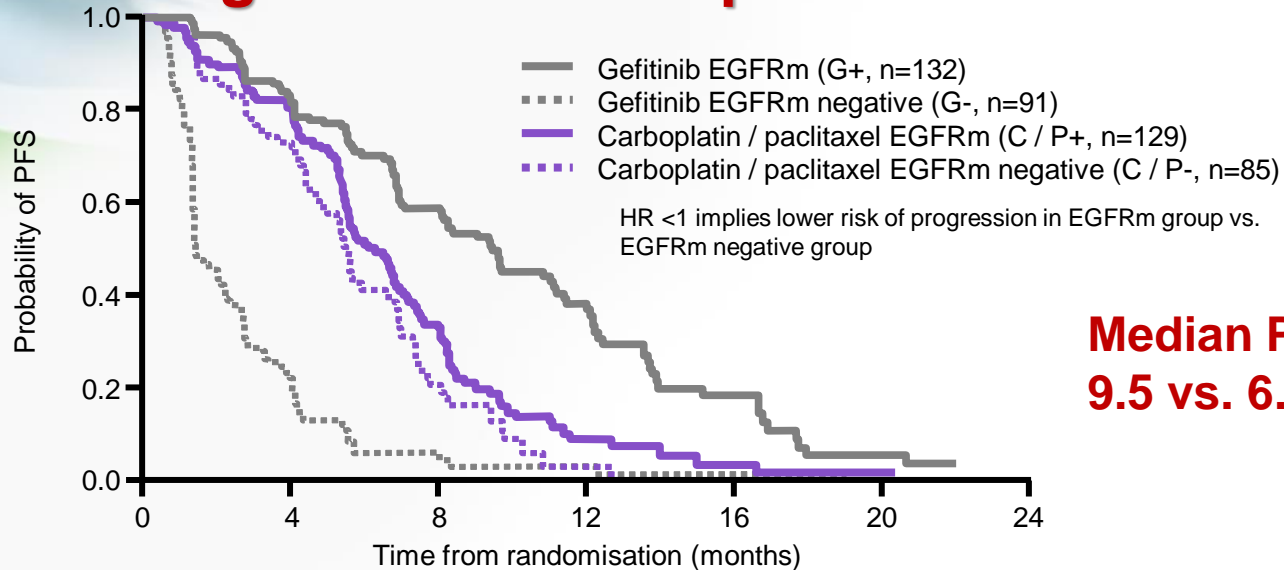 1.0
0.8
0.6
0.4
0.2
0.0
Probability of PFS
0
4
8
12
16
20
24
Time from randomisation (months)
Gefitinib EGFRm (G+, n=132)
Gefitinib EGFRm negative (G-, n=91)
Carboplatin / paclitaxel EGFRm (C / P+, n=129)
Carboplatin / paclitaxel EGFRm negative (C / P-, n=85)
HR <1 implies lower risk of progression in EGFRm group vs.
EGFRm negative group
Median P
9.5 vs. 6.